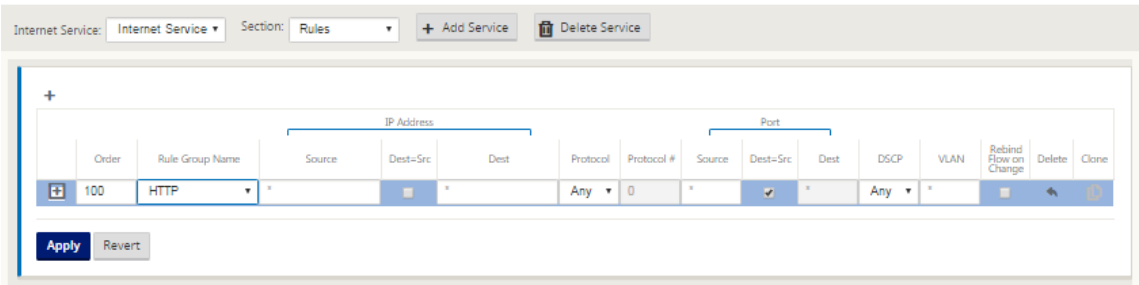 Internet Service: Internet Service Section: Rules + Add Service Delete Service
+
IP Address Port
Order Rule Group Name Source Dest=Src Dest Protocol Protocol # Source Dest=Src Dest DSCP VLAN Rebind Flow on Change Delete Clone
100 HTTP * * Any 0 * * Any *
Apply Revert